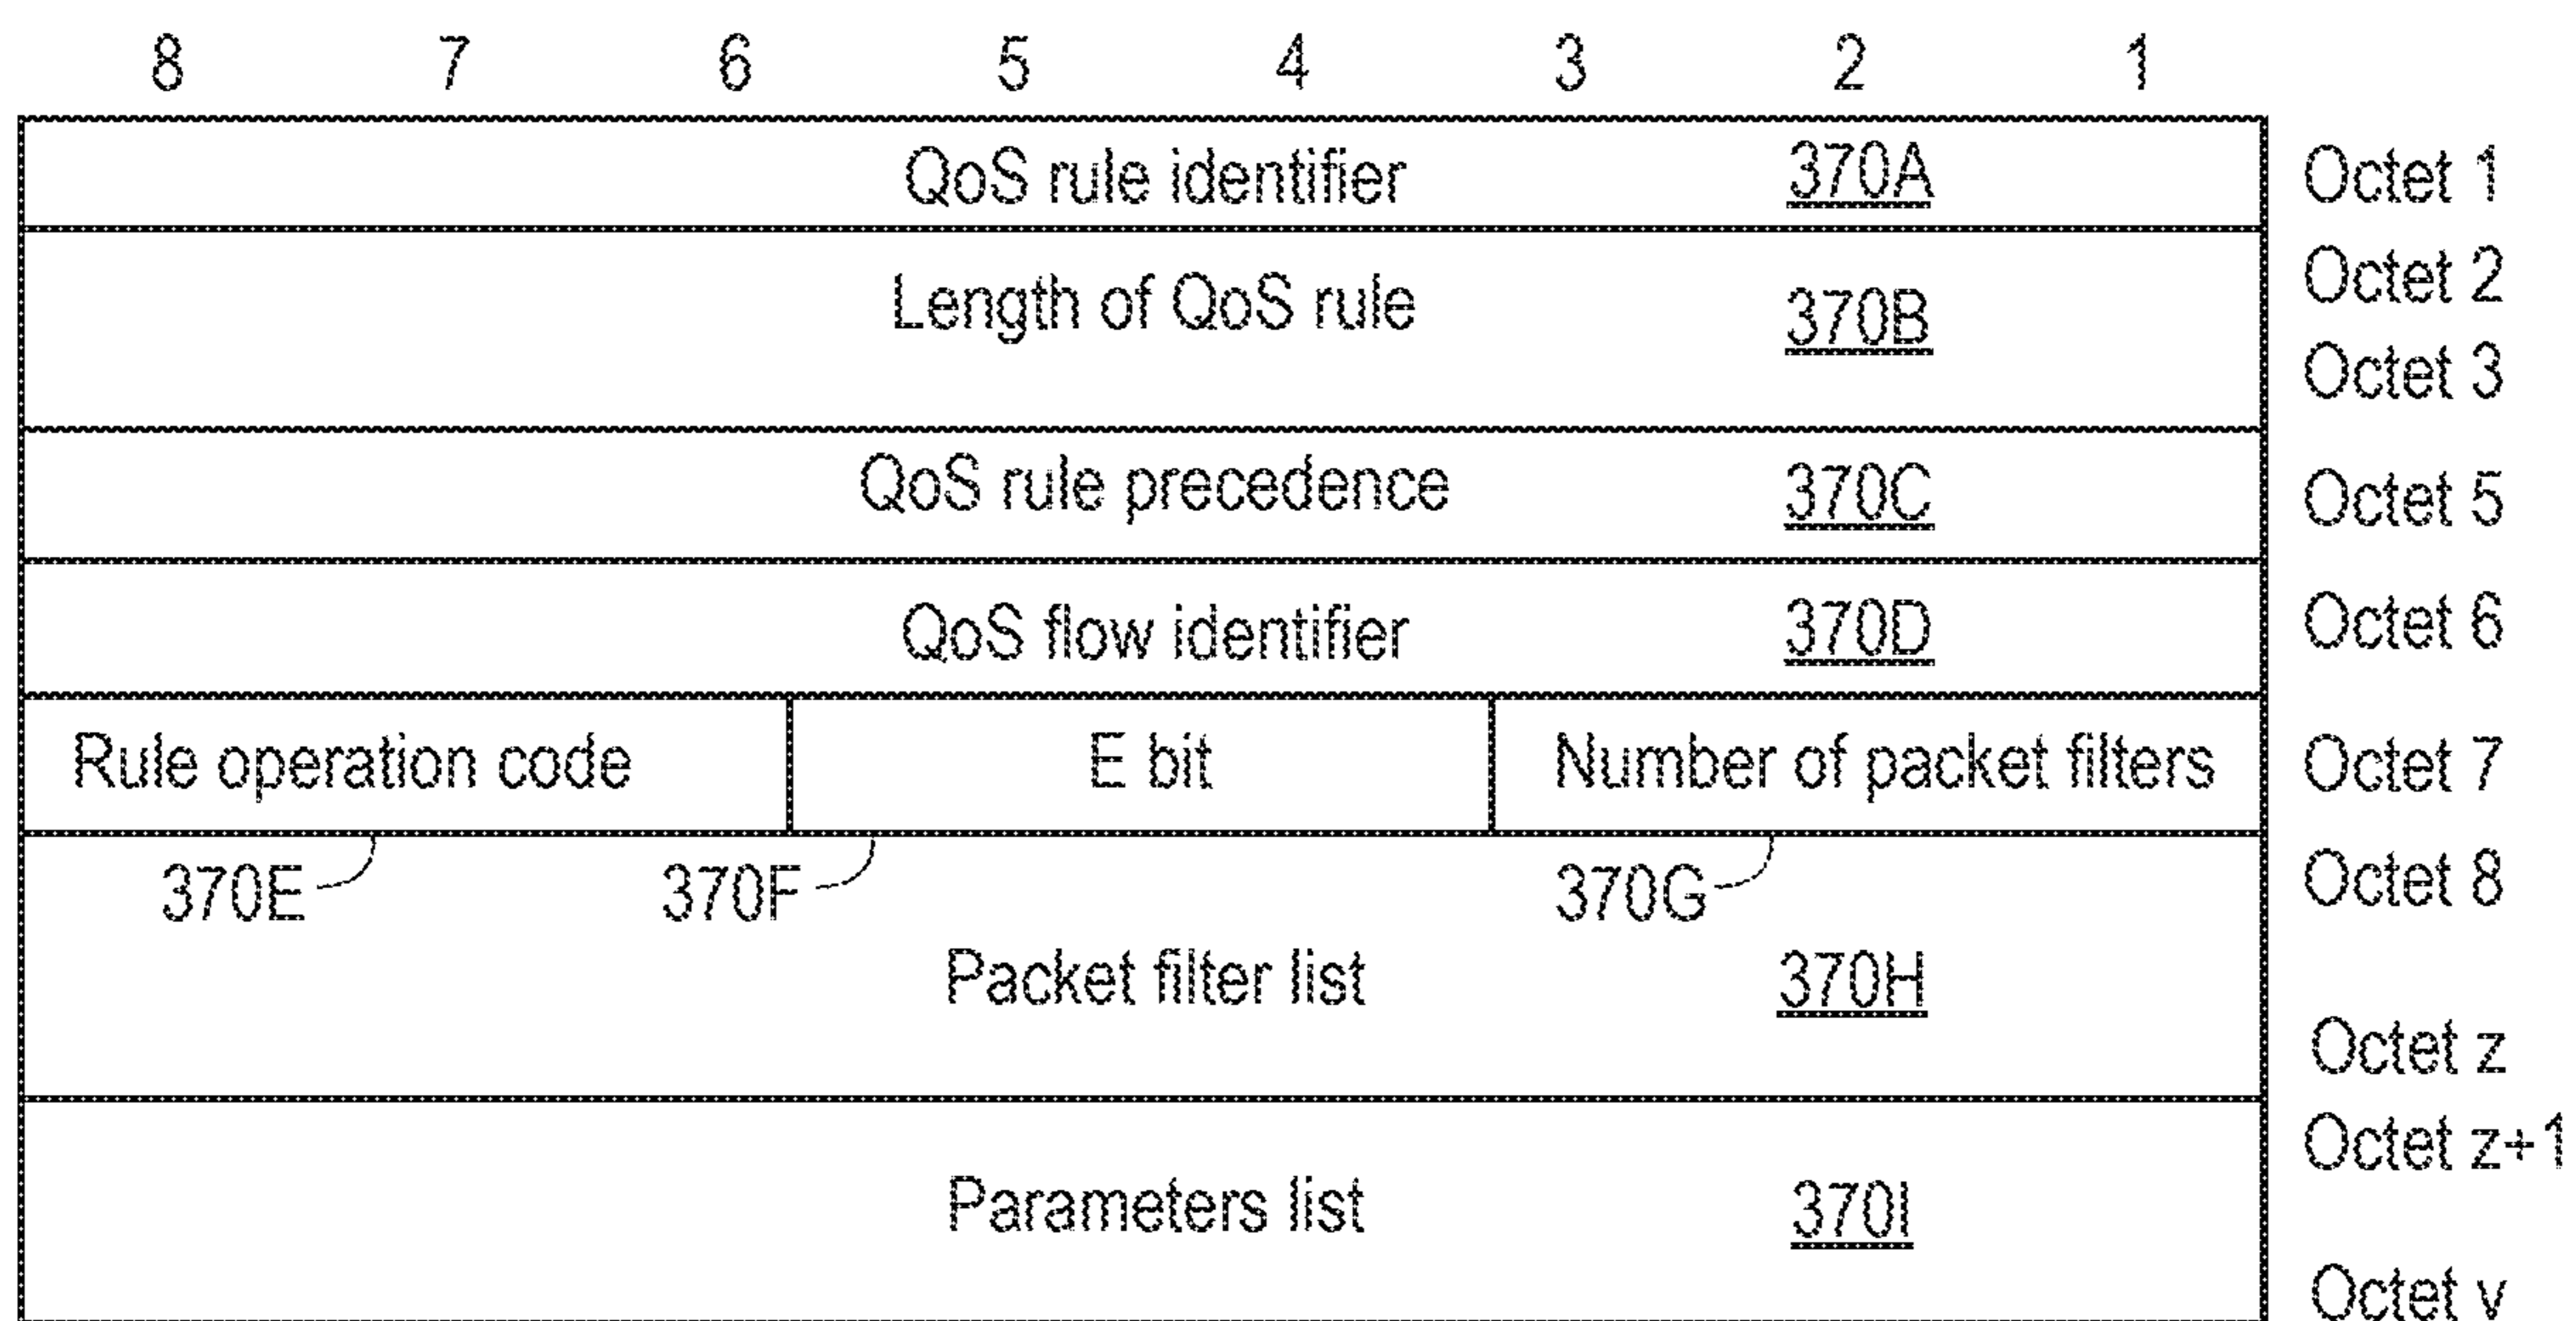 8 7 6 5 4 3 2 1
QoS rule identifier 370A Octet 1
Octet 2
Length of QoS rule 370B
Octet 3
QoS rule precedence 370C Octet 5
QoS flow identifier 370D Octet 6
Rule operation code E bit Number of packet filters Octet 7
370E 370F 370G Octet 8
Packet filter list 370H
Octet z
Octet z+1
Parameters list 370I
Octet v